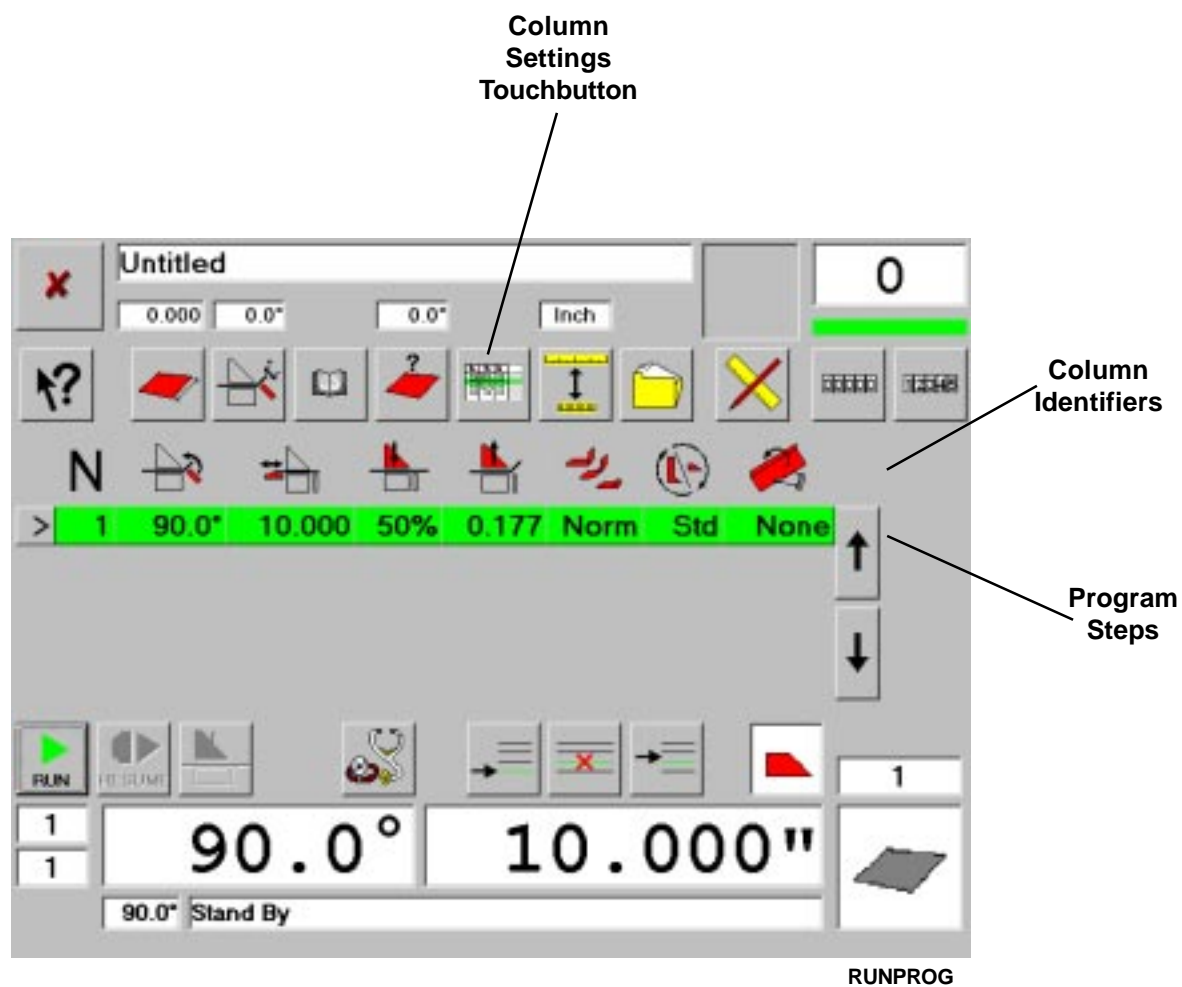 Column
Settings
Touchbutton
Untitled
0
0.000 0.0° 0.0° Inch
?
?
00000 12345
Column
Identifiers
N
> 1 90.0° 10.000 50% 0.177 Norm Std None
Program
Steps
RUN RESUME
1
1
1
90.0° 10.000"
90.0° Stand By
RUNPROG